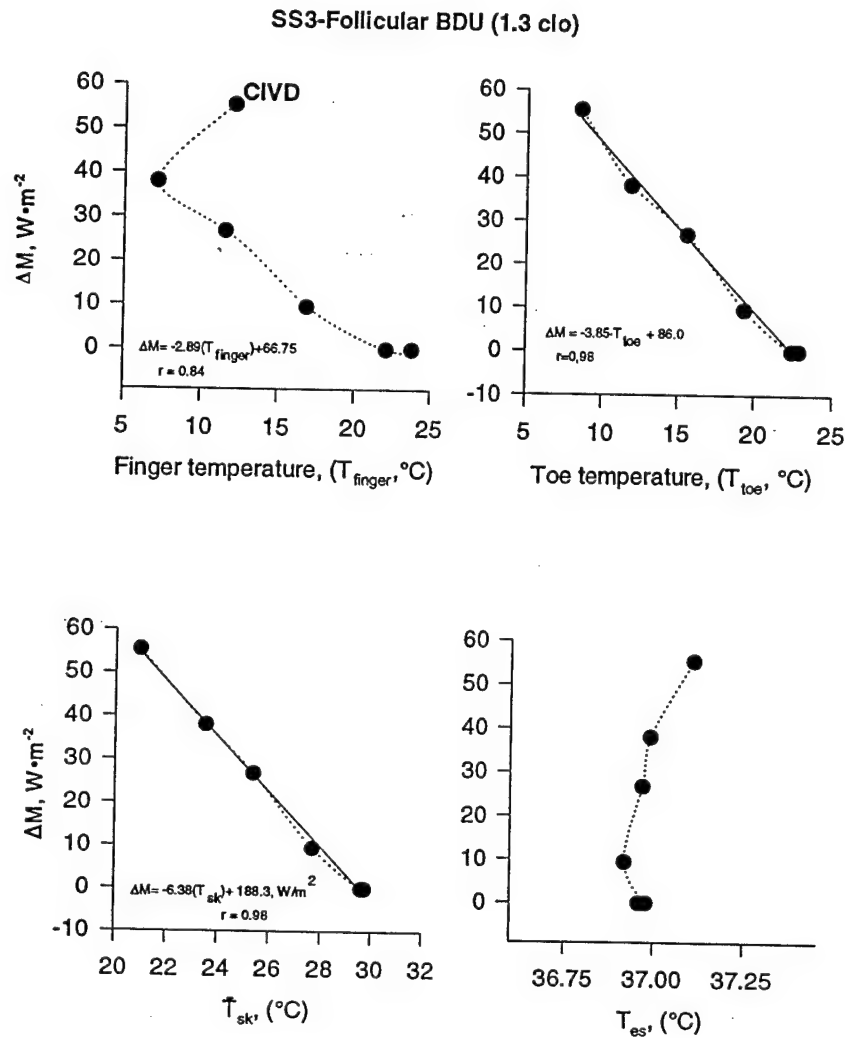 SS3-Follicular BDU (1.3 clo)
60
50
40
30
20
10
0
ΔM, W•m-2
CIVD
ΔM= -2.89(Tfinger)+66.75
r = 0.84
5 10 15 20 25
Finger temperature, (Tfinger,°C)
60
50
40
30
20
10
0
-10
ΔM = -3.85·Ttoe + 86.0
r=0,98
5 10 15 20 25
Toe temperature, (Ttoe, °C)
60
50
40
30
20
10
0
-10
ΔM, W•m-2
ΔM= -6.38(Tsk)+ 188.3, W/m2
r = 0.98
20 22 24 26 28 30 32
T̄sk, (°C)
60
50
40
30
20
10
0
36.75 37.00 37.25
Tes, (°C)